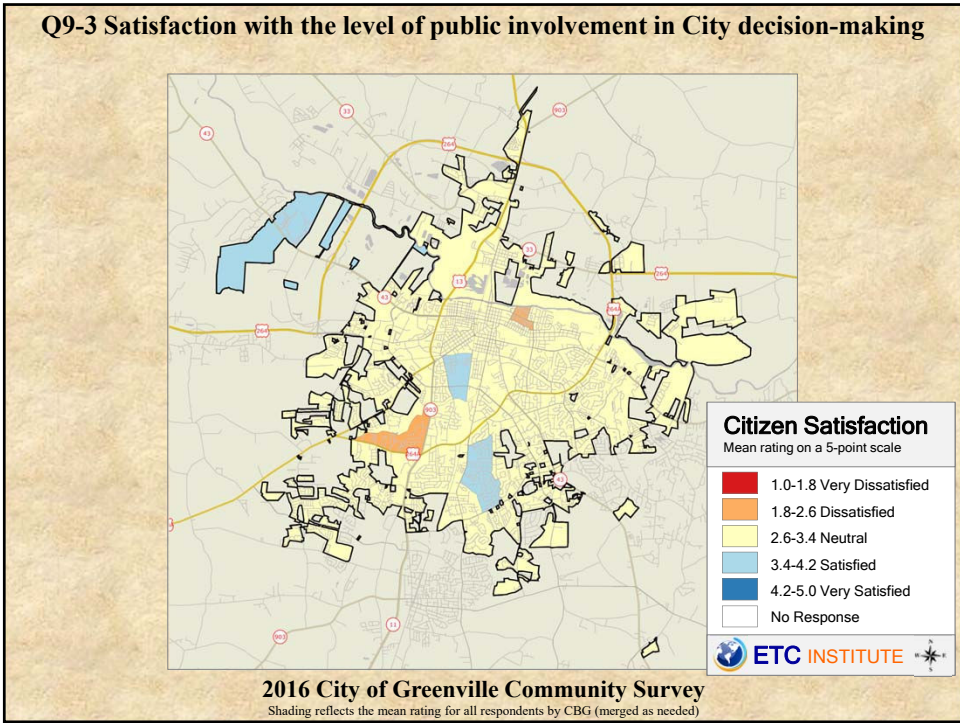 Q9-3 Satisfaction with the level of public involvement in City decision-making
33
903
43
264
33
264
13
43
264A
264
903
264
43
903
11
Citizen Satisfaction
Mean rating on a 5-point scale
1.0-1.8 Very Dissatisfied
1.8-2.6 Dissatisfied
2.6-3.4 Neutral
3.4-4.2 Satisfied
4.2-5.0 Very Satisfied
No Response
ETC INSTITUTE
2016 City of Greenville Community Survey
Shading reflects the mean rating for all respondents by CBG (merged as needed)